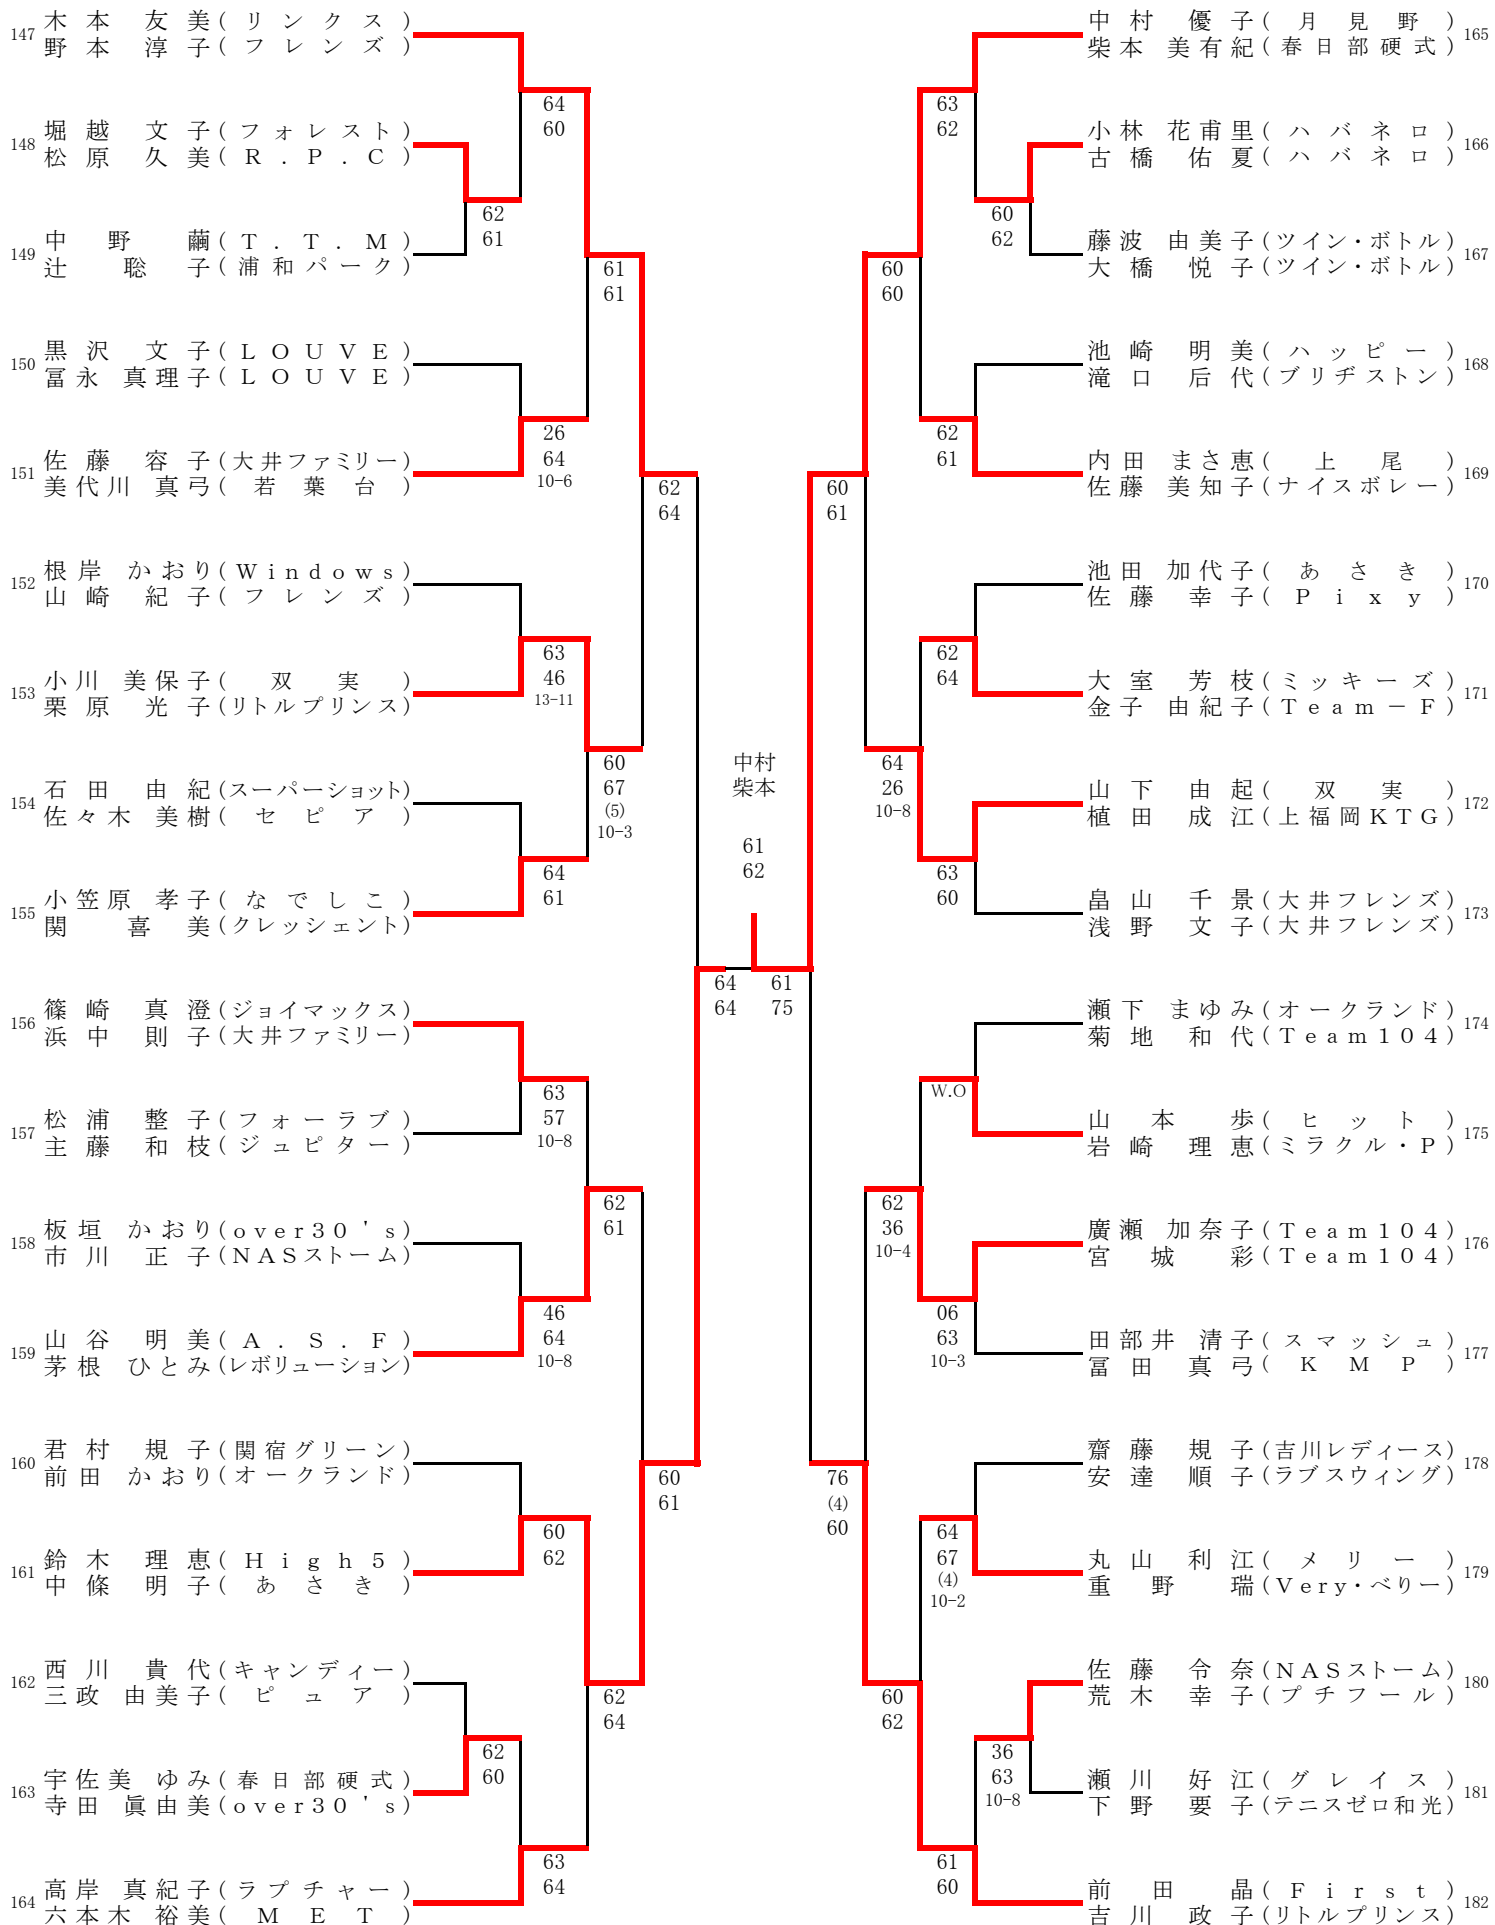 147 木本 友美(リンクス)
野本 淳子(フレンズ)
64
60
148 堀越 文子(フォレスト)
松原 久美(R.P.C)
62
61
149 中野 繭(T.T.M)
辻 聡子(浦和パーク)
61
61
150 黒沢 文子(LOUVE)
冨永 真理子(LOUVE)
26
64
10-6
151 佐藤 容子(大井ファミリー)
美代川 真弓(若葉台)
62
64
152 根岸 かおり(Windows)
山崎 紀子(フレンズ)
63
46
13-11
153 小川 美保子(双実)
栗原 光子(リトルプリンス)
60
67
(5)
10-3
154 石田 由紀(スーパーショット)
佐々木 美樹(セピア)
64
61
155 小笠原 孝子(なでしこ)
関 喜美(クレッシェント)
64
64
156 篠崎 真澄(ジョイマックス)
浜中 則子(大井ファミリー)
63
57
10-8
157 松浦 整子(フォーラブ)
主藤 和枝(ジュピター)
62
61
158 板垣 かおり(over30's)
市川 正子(NASストーム)
46
64
10-8
159 山谷 明美(A.S.F)
茅根 ひとみ(レボリューション)
160 君村 規子(関宿グリーン)
前田 かおり(オークランド)
60
61
60
62
161 鈴木 理恵(High5)
中條 明子(あさき)
162 西川 貴代(キャンディー)
三政 由美子(ピュア)
62
64
62
60
163 宇佐美 ゆみ(春日部硬式)
寺田 眞由美(over30's)
63
64
164 高岸 真紀子(ラプチャー)
六本木 裕美(MET)
中村
柴本
61
62
中村 優子(月見野) 165
柴本 美有紀(春日部硬式)
63
62
小林 花甫里(ハバネロ) 166
古橋 佑夏(ハバネロ)
60
62
藤波 由美子(ツイン・ボトル) 167
大橋 悦子(ツイン・ボトル)
60
60
池崎 明美(ハッピー) 168
滝口 后代(ブリヂストン)
62
61
内田 まさ恵(上尾) 169
佐藤 美知子(ナイスボレー)
60
61
池田 加代子(あさき) 170
佐藤 幸子(Pixy)
62
64
大室 芳枝(ミッキーズ) 171
金子 由紀子(Team-F)
64
26
10-8
山下 由起(双実) 172
植田 成江(上福岡KTG)
63
60
畠山 千景(大井フレンズ) 173
浅野 文子(大井フレンズ)
61
75
瀬下 まゆみ(オークランド) 174
菊地 和代(Team104)
W.O
山本 歩(ヒット) 175
岩崎 理恵(ミラクル・P)
62
36
10-4
廣瀬 加奈子(Team104) 176
宮城 彩(Team104)
06
63
10-3
田部井 清子(スマッシュ) 177
冨田 真弓(KMP)
齋藤 規子(吉川レディース) 178
安達 順子(ラブスウィング)
76
(4)
60
64
67
(4)
10-2
丸山 利江(メリー) 179
重野 瑞(Very・べりー)
佐藤 令奈(NASストーム) 180
荒木 幸子(プチフール)
60
62
36
63
10-8
瀬川 好江(グレイス) 181
下野 要子(テニスゼロ和光)
61
60
前田 晶(First) 182
吉川 政子(リトルプリンス)